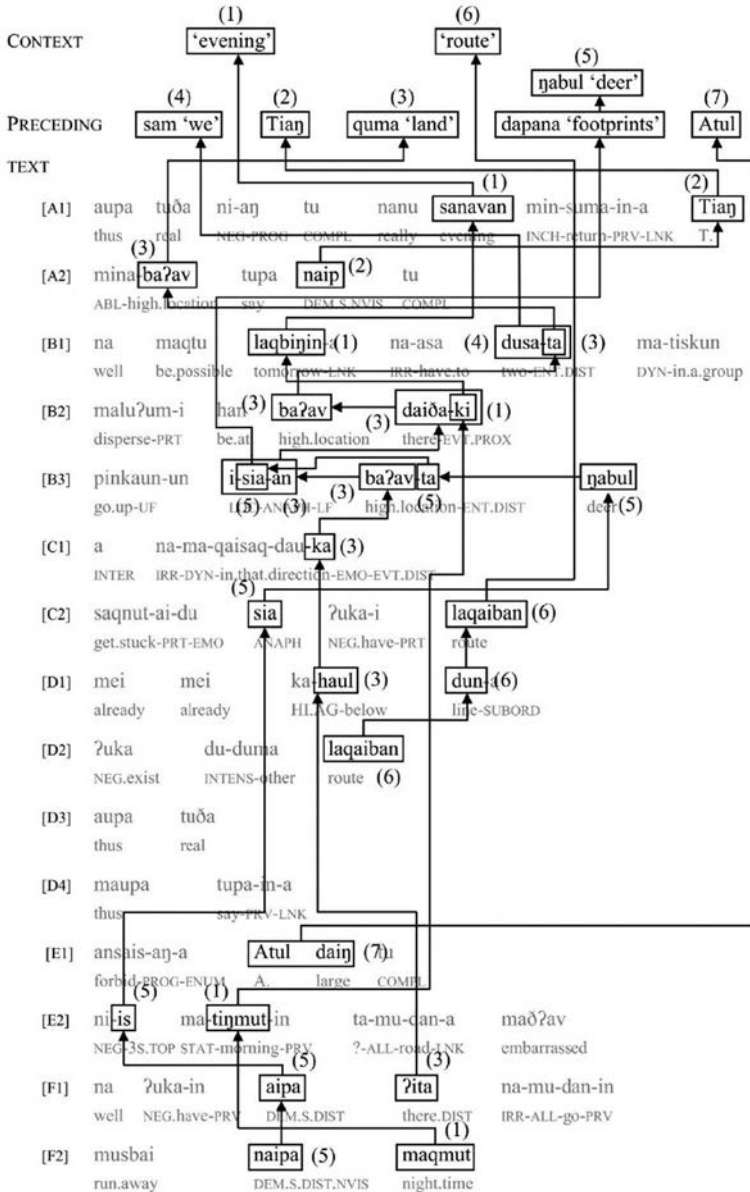 (1) (6)
CONTEXT 'evening' 'route'
(5)
ŋabul 'deer'
(4) (2) (3) (7)
PRECEDING sam 'we' Tiaŋ quma 'land' dapana 'footprints' Atul
TEXT
(1) (2)
[A1] aupa tuða ni-aŋ tu nanu sanavan min-suma-in-a Tiaŋ
thus real NEG-PROG COMPL really evening INCH-return-PRV-LNK T.
(3)
[A2] mina-baʔav tupa naip (2) tu
ABL-high.location say DEM.S.NVIS COMPL
[B1] na maqtu laqbiŋin-a (1) na-asa (4) dusa-ta (3) ma-tiskun
well be.possible tomorrow-LNK IRR-have.to two-ENT.DIST DYN-in.a.group
[B2] maluʔum-i han (3) baʔav (3) daiða-ki (1)
disperse-PRT be.at high.location there-EVT.PROX
[B3] pinkaun-un i-sia-an (3) baʔav-ta ŋabul
(5) (3) (5) (5)
go.up-UF LOC-ANAPH-LF high.location-ENT.DIST deer
[C1] a na-ma-qaisaq-dau-ka (3)
INTER IRR-DYN-in.that.direction-EMO-EVT.DIST
(5)
[C2] saqnut-ai-du sia ʔuka-i laqaiban (6)
get.stuck-PRT-EMO ANAPH NEG.have-PRT route
[D1] mei mei ka-haul (3) dun-a (6)
already already HI.AG-below line-SUBORD
[D2] ʔuka du-duma laqaiban
NEG.exist INTENS-other route (6)
[D3] aupa tuða
thus real
[D4] maupa tupa-in-a
thus say-PRV-LNK
[E1] ansais-aŋ-a Atul daiŋ (7) tu
forbid-PROG-ENUM A. large COMPL
(5) (1)
[E2] ni-is ma-tiŋmut-in ta-mu-dan-a maðʔav
NEG-3S.TOP STAT-morning-PRV ?-ALL-road-LNK embarrassed
(5) (3)
[F1] na ʔuka-in aipa ʔita na-mu-dan-in
well NEG.have-PRV DEM.S.DIST there.DIST IRR-ALL-go-PRV
(1)
[F2] musbai naipa (5) maqmut
run.away DEM.S.DIST.NVIS night.time